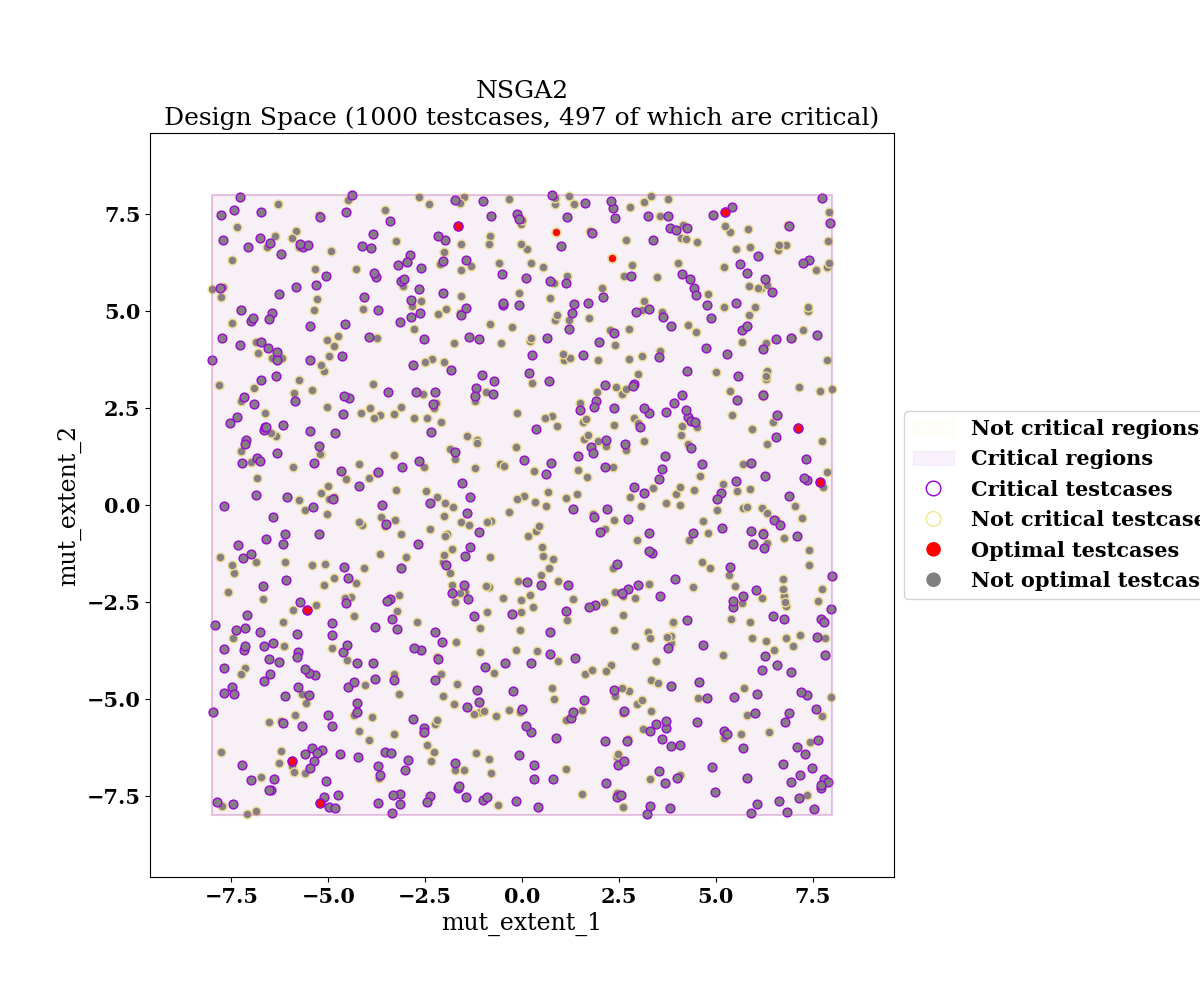 NSGA2
Design Space (1000 testcases, 497 of which are critical)
7.5
5.0
2.5
0.0
−2.5
−5.0
−7.5
mut_extent_2
−7.5 −5.0 −2.5 0.0 2.5 5.0 7.5
mut_extent_1
Not critical regions
Critical regions
Critical testcases
Not critical testcase
Optimal testcases
Not optimal testcas